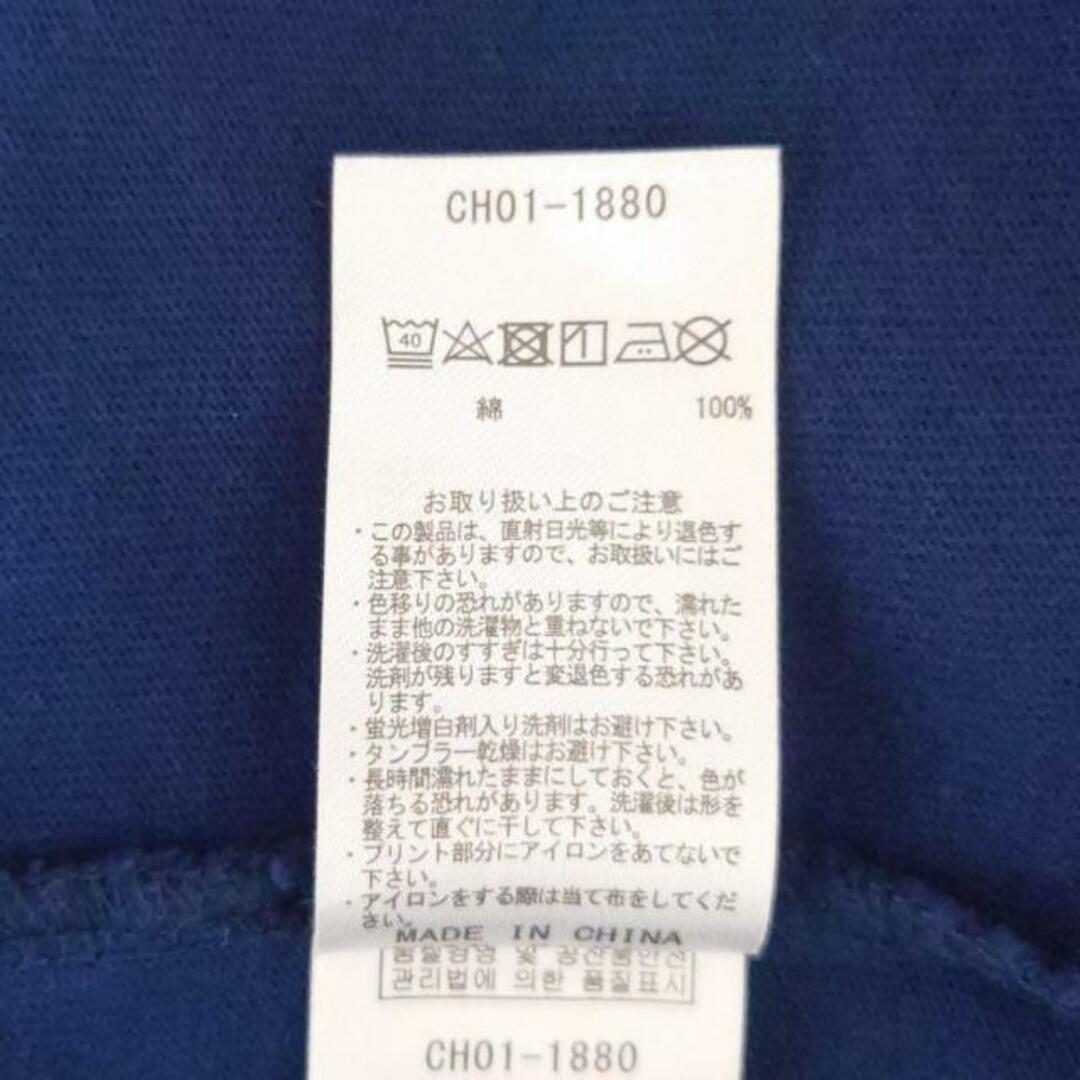 CH01-1880
40
綿 100%
お取り扱い上のご注意
・この製品は、直射日光等により退色す
る事がありますので、お取扱いにはご
注意下さい。
・色移りの恐れがありますので、濡れた
まま他の洗濯物と重ねないで下さい。
・洗濯後のすすぎは十分行って下さい。
洗剤が残りますと変退色する恐れがあ
ります。
・蛍光増白剤入り洗剤はお避け下さい。
・タンブラー乾燥はお避け下さい。
・長時間濡れたままにしておくと、色が
落ちる恐れがあります。洗濯後は形を
整えて直ぐに干して下さい。
・プリント部分にアイロンをあてないで
下さい。
・アイロンをする際は当て布をしてくだ
さい。
MADE IN CHINA
품질경영 및 공산품안전
관리법에 의한 품질표시
CH01-1880